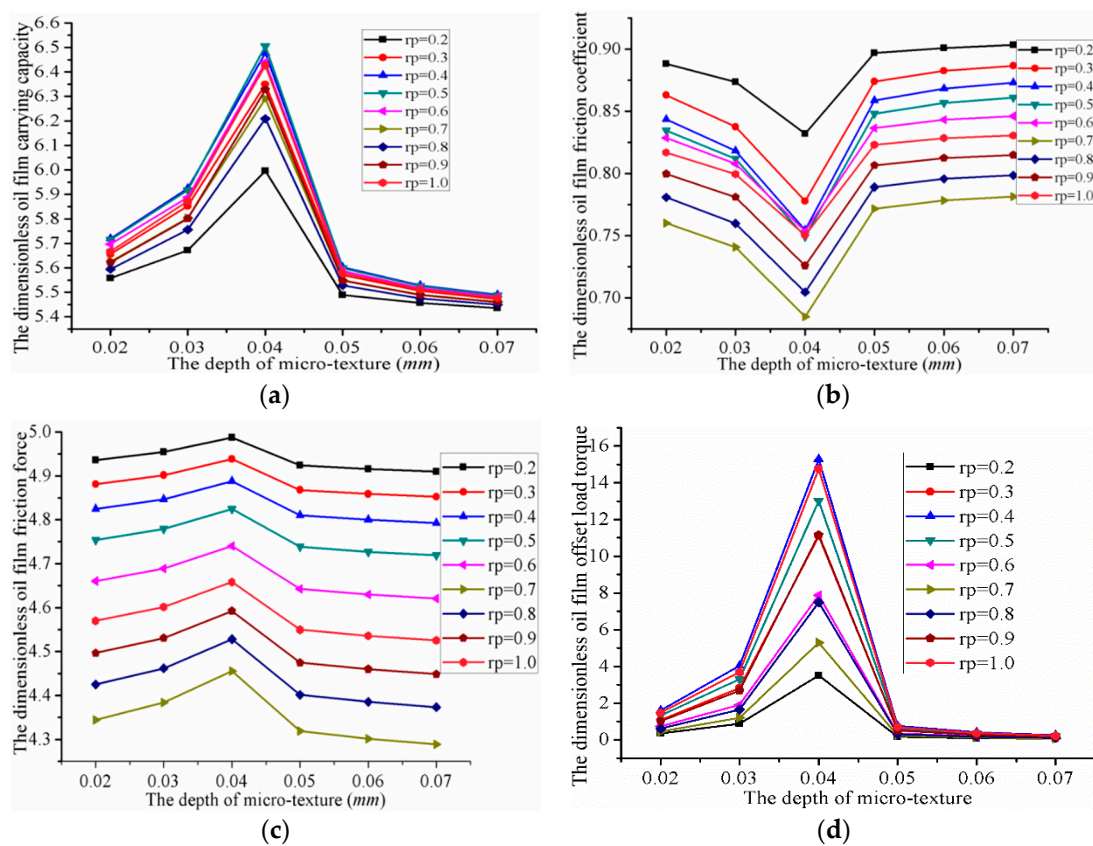 The dimensionless oil film carrying capacity
6.6
6.5
6.4
6.3
6.2
6.1
6.0
5.9
5.8
5.7
5.6
5.5
5.4
rp=0.2
rp=0.3
rp=0.4
rp=0.5
rp=0.6
rp=0.7
rp=0.8
rp=0.9
rp=1.0
0.02 0.03 0.04 0.05 0.06 0.07
The depth of micro-texture (mm)
(a)
The dimensionless oil film friction coefficient
0.90
0.85
0.80
0.75
0.70
rp=0.2
rp=0.3
rp=0.4
rp=0.5
rp=0.6
rp=0.7
rp=0.8
rp=0.9
rp=1.0
0.02 0.03 0.04 0.05 0.06 0.07
The depth of micro-texture (mm)
(b)
The dimensionless oil film friction force
5.0
4.9
4.8
4.7
4.6
4.5
4.4
4.3
rp=0.2
rp=0.3
rp=0.4
rp=0.5
rp=0.6
rp=0.7
rp=0.8
rp=0.9
rp=1.0
0.02 0.03 0.04 0.05 0.06 0.07
The depth of micro-texture (mm)
(c)
The dimensionless oil film offset load torque
16
14
12
10
8
6
4
2
0
rp=0.2
rp=0.3
rp=0.4
rp=0.5
rp=0.6
rp=0.7
rp=0.8
rp=0.9
rp=1.0
0.02 0.03 0.04 0.05 0.06 0.07
The depth of micro-texture
(d)